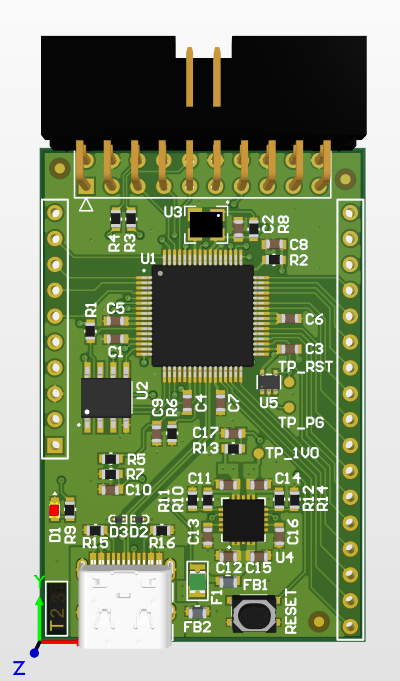 U3
R4
R3
C2
R8
C8
R2
U1
R1
C5
C1
C6
C3
TP_RST
U2
U5
C9
R6
C4
C7
TP_PG
C17
R13
TP_1V0
R5
R7
C10
C11
C14
R11
R10
R12
R14
D1
R9
D3
D2
R15
R16
C13
C16
U4
C12
C15
F1
FB1
FB2
RESET
T23
Y
Z